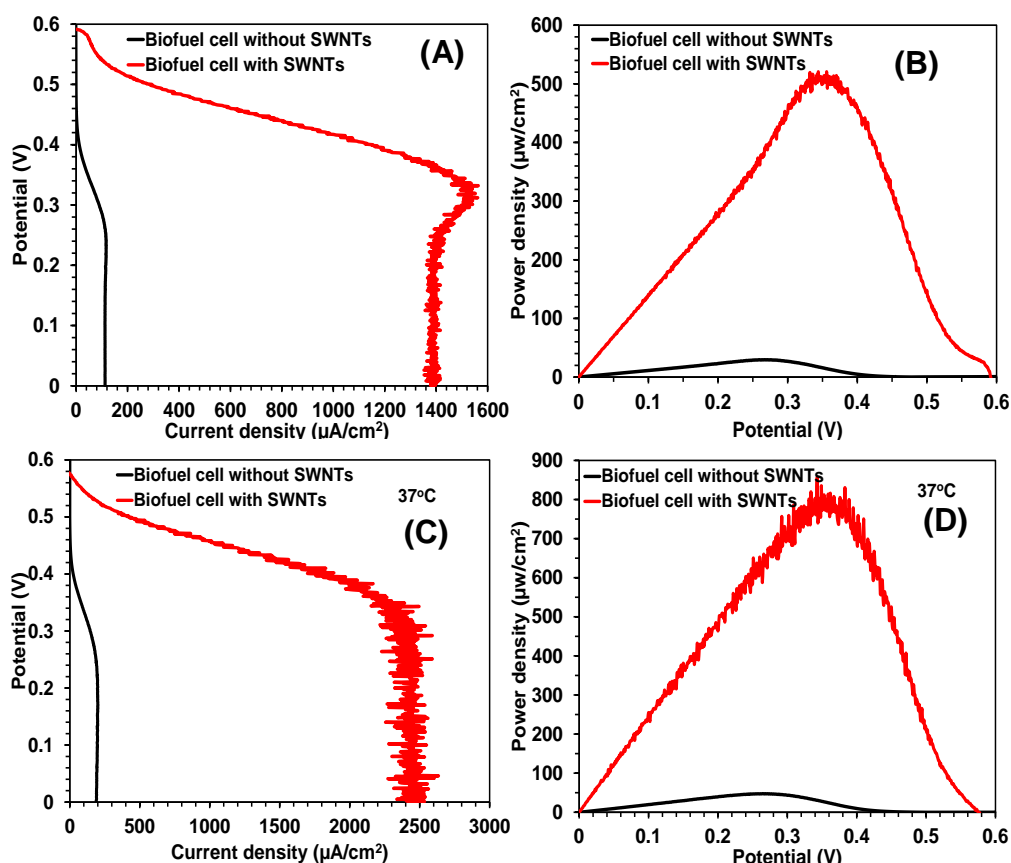 Biofuel cell without SWNTs
Biofuel cell with SWNTs
(A)
Potential (V)
0.6
0.5
0.4
0.3
0.2
0.1
0
0 200 400 600 800 1000 1200 1400 1600
Current density (µA/cm²)
Biofuel cell without SWNTs
Biofuel cell with SWNTs
(B)
Power density (µw/cm²)
600
500
400
300
200
100
0
0 0.1 0.2 0.3 0.4 0.5 0.6
Potential (V)
Biofuel cell without SWNTs
Biofuel cell with SWNTs
37°C
(C)
Potential (V)
0.6
0.5
0.4
0.3
0.2
0.1
0
0 500 1000 1500 2000 2500 3000
Current density (µA/cm²)
Biofuel cell without SWNTs
Biofuel cell with SWNTs
37°C
(D)
Power density (µw/cm²)
900
800
700
600
500
400
300
200
100
0
0 0.1 0.2 0.3 0.4 0.5 0.6
Potential (V)